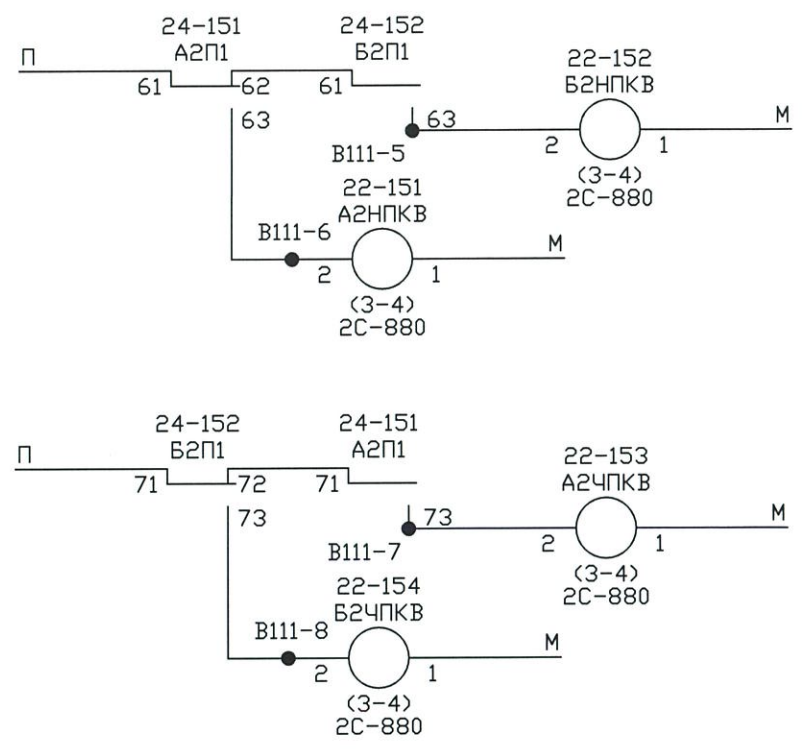 24-151
А2П1
24-152
Б2П1
П
61
62
61
63
63
В111-5
22-152
Б2НПКВ
2
1
М
(3-4)
2С-880
22-151
А2НПКВ
В111-6
2
1
М
(3-4)
2С-880
24-152
Б2П1
24-151
А2П1
П
71
72
71
73
73
В111-7
22-153
А2ЧПКВ
2
1
М
(3-4)
2С-880
22-154
Б2ЧПКВ
В111-8
2
1
М
(3-4)
2С-880